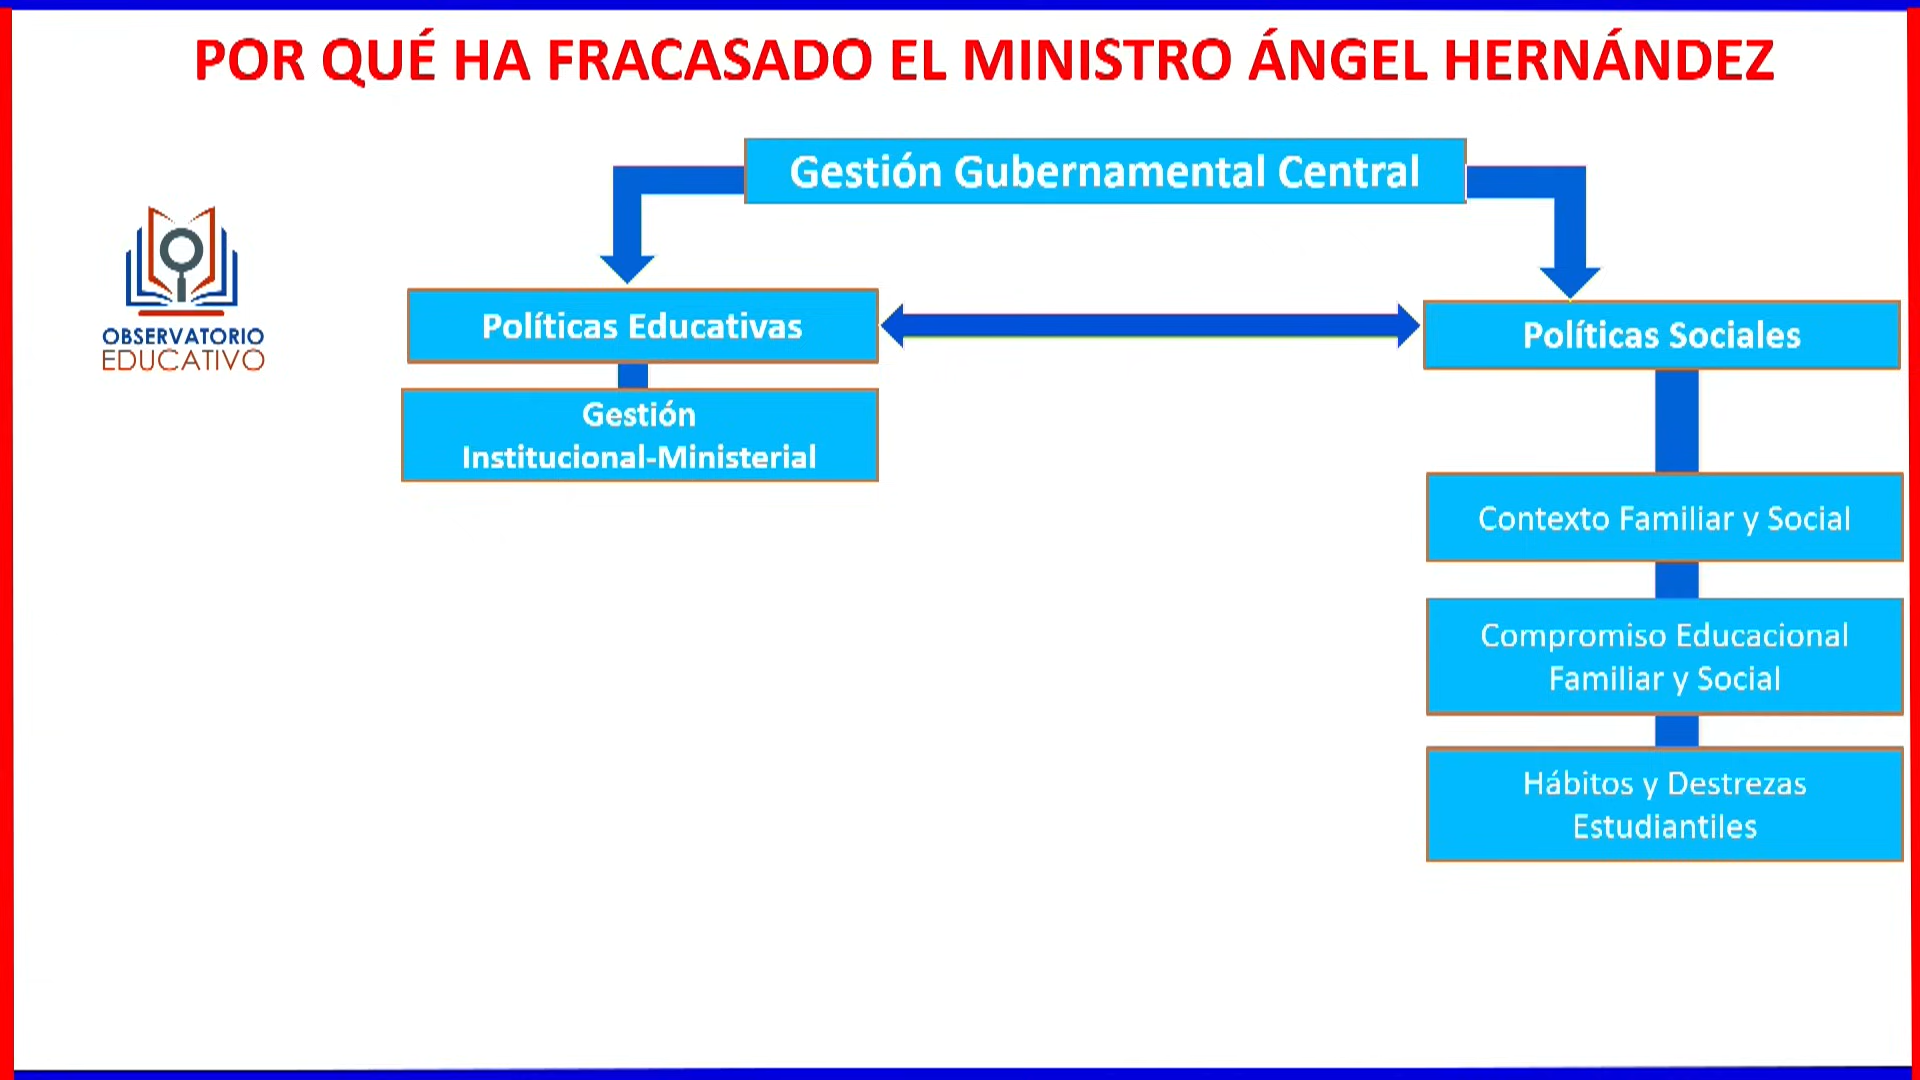 POR QUÉ HA FRACASADO EL MINISTRO ÁNGEL HERNÁNDEZ
Gestión Gubernamental Central
OBSERVATORIO
EDUCATIVO
Políticas Educativas
Gestión
Institucional-Ministerial
Políticas Sociales
Contexto Familiar y Social
Compromiso Educacional
Familiar y Social
Hábitos y Destrezas
Estudiantiles